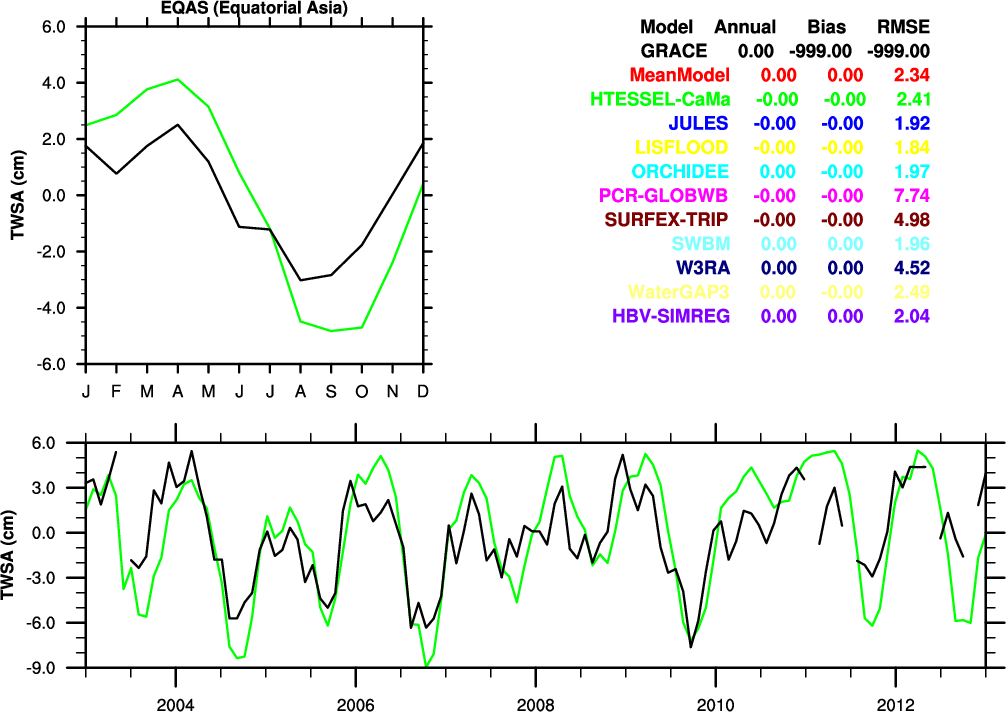 EQAS (Equatorial Asia)
6.0
4.0
2.0
0.0
-2.0
-4.0
-6.0
TWSA (cm)
J F M A M J J A S O N D
Model Annual Bias RMSE
GRACE 0.00 -999.00 -999.00
MeanModel 0.00 0.00 2.34
HTESSEL-CaMa -0.00 -0.00 2.41
JULES -0.00 -0.00 1.92
LISFLOOD -0.00 -0.00 1.84
ORCHIDEE 0.00 -0.00 1.97
PCR-GLOBWB -0.00 -0.00 7.74
SURFEX-TRIP -0.00 -0.00 4.98
SWBM 0.00 0.00 1.96
W3RA 0.00 0.00 4.52
WaterGAP3 0.00 -0.00 2.49
HBV-SIMREG 0.00 0.00 2.04
6.0
3.0
0.0
-3.0
-6.0
-9.0
TWSA (cm)
2004 2006 2008 2010 2012